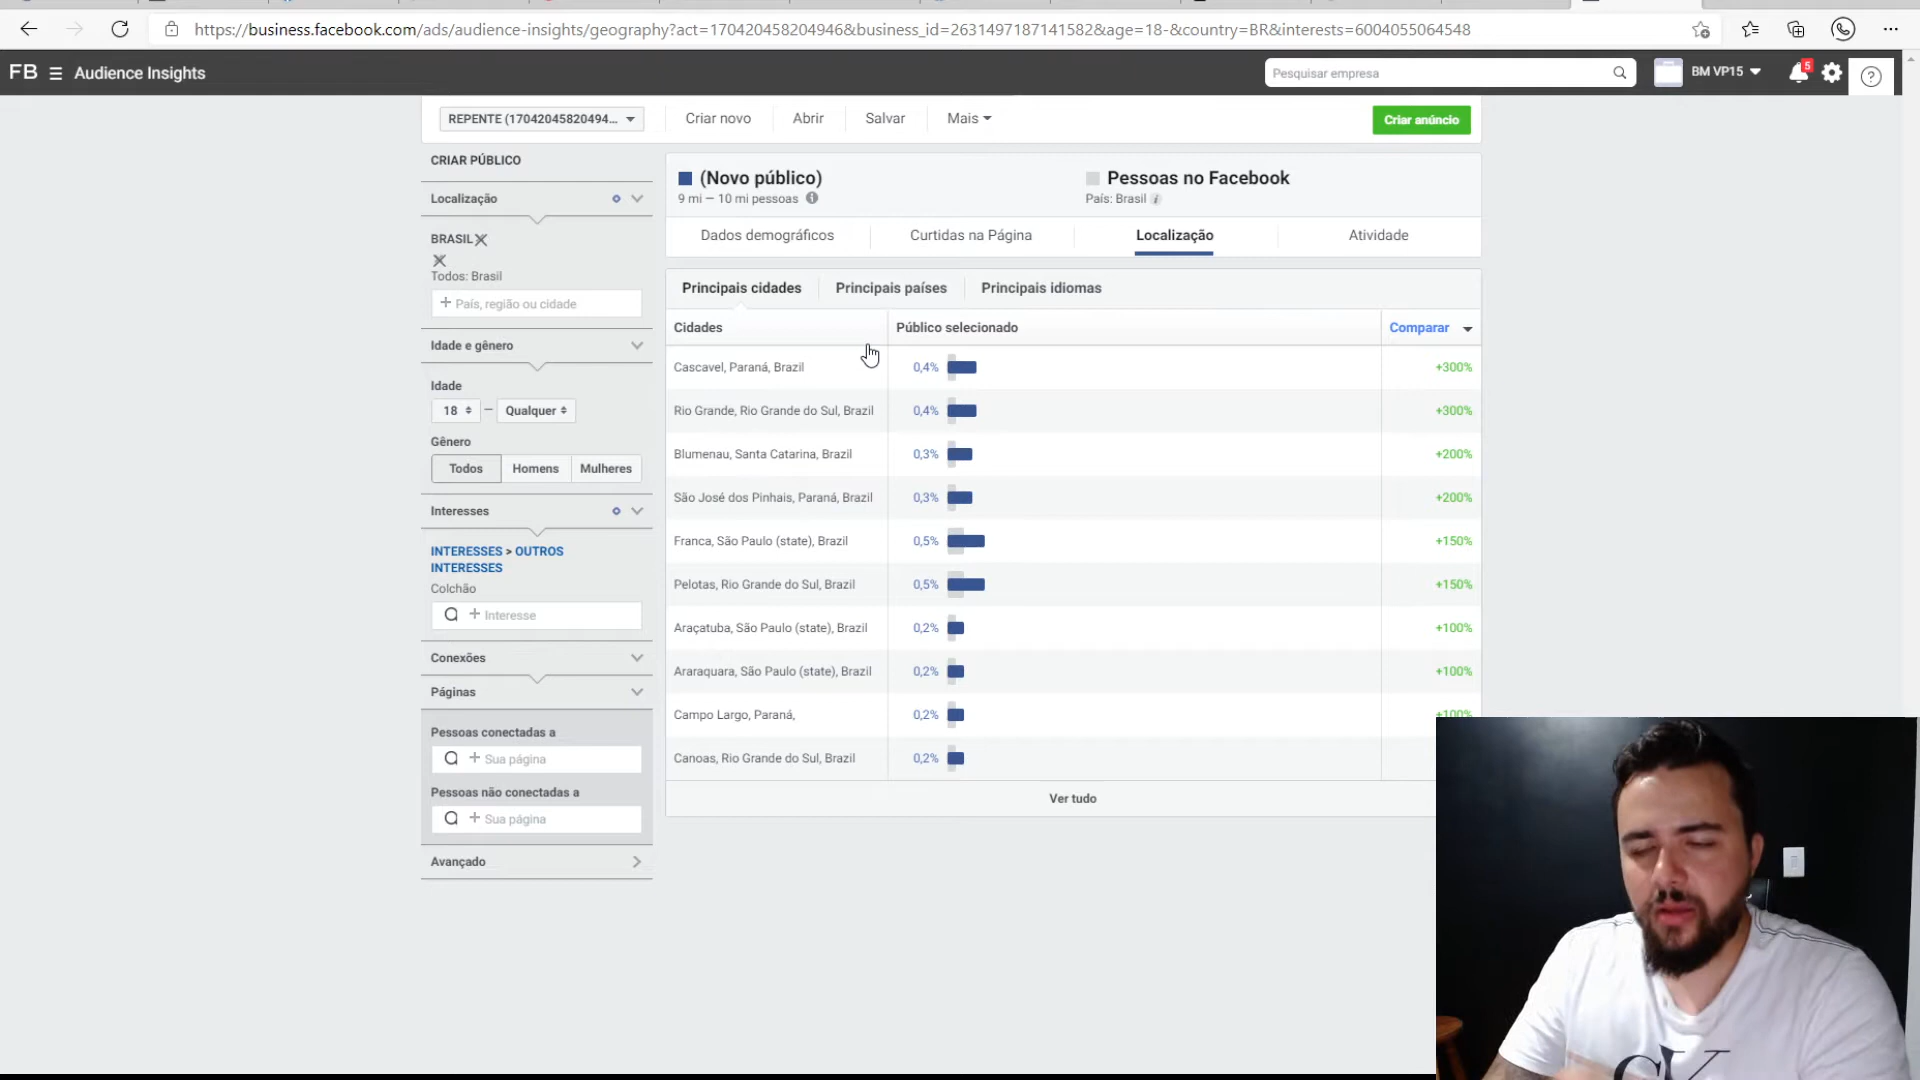 https://business.facebook.com/ads/audience-insights/geography?act=170420458204946&business_id=2631497187141582&age=18-&country=BR&interests=6004055064548
FB Audience Insights
Pesquisar empresa
BM VP15
5
REPENTE (17042045820494...
Criar novo
Abrir
Salvar
Mais
Criar anúncio
CRIAR PÚBLICO
Localização
BRASIL
Todos: Brasil
+ País, região ou cidade
Idade e gênero
Idade
18 – Qualquer
Gênero
Todos
Homens
Mulheres
Interesses
INTERESSES > OUTROS
INTERESSES
Colchão
+ Interesse
Conexões
Páginas
Pessoas conectadas a
+ Sua página
Pessoas não conectadas a
+ Sua página
Avançado
(Novo público)
9 mi – 10 mi pessoas
Pessoas no Facebook
País: Brasil
Dados demográficos
Curtidas na Página
Localização
Atividade
Principais cidades
Principais países
Principais idiomas
Cidades
Público selecionado
Comparar
Cascavel, Paraná, Brazil 0,4% +300%
Rio Grande, Rio Grande do Sul, Brazil 0,4% +300%
Blumenau, Santa Catarina, Brazil 0,3% +200%
São José dos Pinhais, Paraná, Brazil 0,3% +200%
Franca, São Paulo (state), Brazil 0,5% +150%
Pelotas, Rio Grande do Sul, Brazil 0,5% +150%
Araçatuba, São Paulo (state), Brazil 0,2% +100%
Araraquara, São Paulo (state), Brazil 0,2% +100%
Campo Largo, Paraná, 0,2% +100%
Canoas, Rio Grande do Sul, Brazil 0,2%
Ver tudo